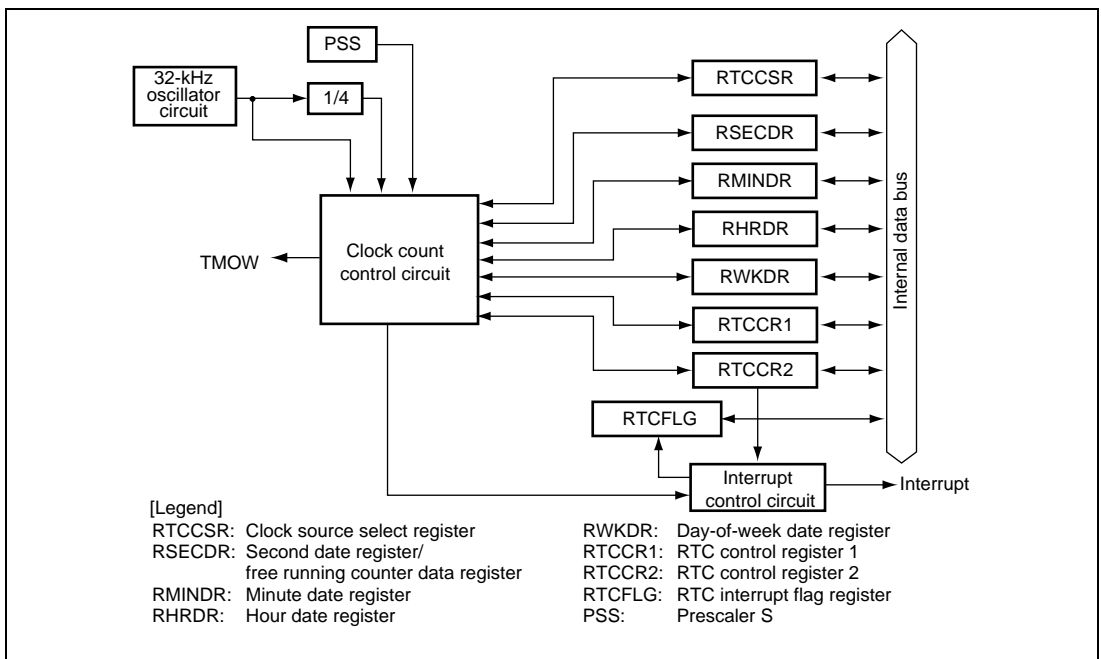 PSS
32-kHz
oscillator
circuit
1/4
RTCCSR
RSECDR
RMINDR
RHRDR
RWKDR
RTCCR1
RTCCR2
RTCFLG
Internal data bus
TMOW
Clock count
control circuit
Interrupt
control circuit
Interrupt
[Legend]
RTCCSR: Clock source select register
RSECDR: Second date register/
free running counter data register
RMINDR: Minute date register
RHRDR: Hour date register
RWKDR: Day-of-week date register
RTCCR1: RTC control register 1
RTCCR2: RTC control register 2
RTCFLG: RTC interrupt flag register
PSS: Prescaler S